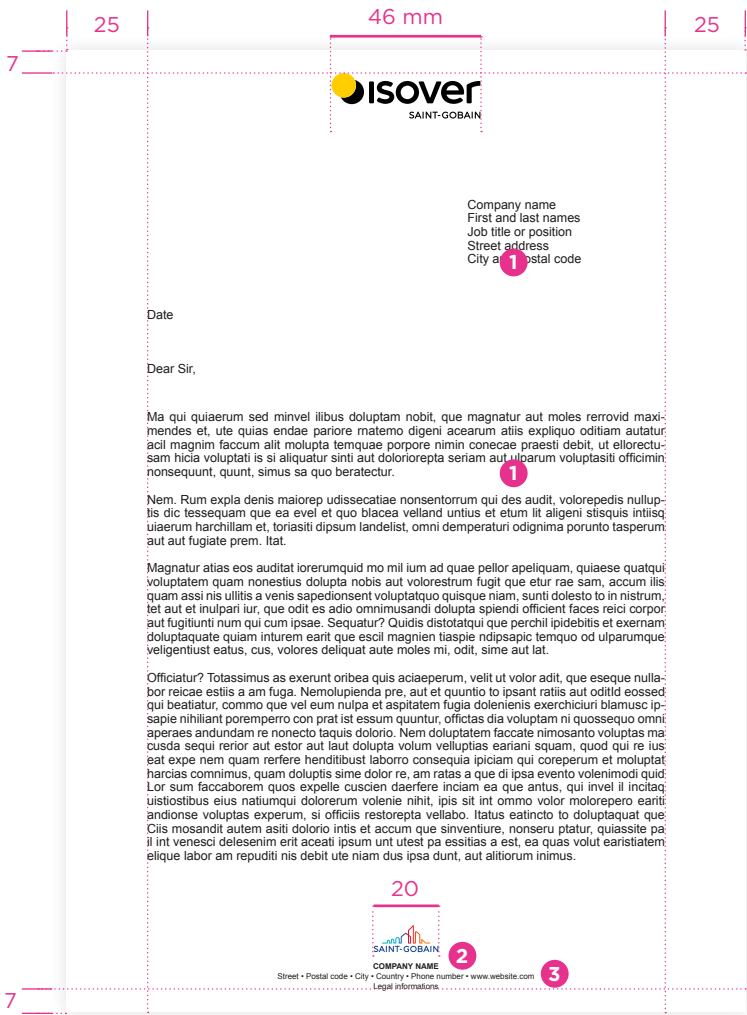 25
46 mm
25
7
ISOVER
SAINT-GOBAIN
Company name
First and last names
Job title or position
Street address
City a ostal code
1
Date
Dear Sir,
Ma qui quiaerum sed minvel ilibus doluptam nobit, que magnatur aut moles rerrovid maxi-
mendes et, ute quias endae pariore rnatemo digeni acearum atiis expliquo oditiam autatur
acil magnim faccum alit molupta temquae porpore nimin conecae praesti debit, ut ellorectu-
sam hicia voluptati is si aliquatur sinti aut doloriorepta seriam aut ulparum voluptasiti officimin
nonsequunt, quunt, simus sa quo beratectur.
1
Nem. Rum expla denis maiorep udissecatiae nonsentorrum qui des audit, volorepedis nullup-
tis dic tessequam que ea evel et quo blacea velland untius et etum lit aligeni stisquis intiisq
uiaerum harchillam et, toriasiti dipsum landelist, omni demperaturi odignima porunto tasperum
aut aut fugiate prem. Itat.
Magnatur atias eos auditat iorerumquid mo mil ium ad quae pellor apeliquam, quiaese quatqui
voluptatem quam nonestius dolupta nobis aut volorestrum fugit que etur rae sam, accum ilis
quam assi nis ullitis a venis sapedionsent voluptatquo quisque niam, sunti dolesto to in nistrum,
tet aut et inulpari iur, que odit es adio omnimusandi dolupta spiendi officient faces reici corpor
aut fugitiunti num qui cum ipsae. Sequatur? Quidis distotatqui que perchil ipidebitis et exernam
doluptaquate quiam inturem earit que escil magnien tiaspie ndipsapic temquo od ulparumque
veligentiust eatus, cus, volores deliquat aute moles mi, odit, sime aut lat.
Officiatur? Totassimus as exerunt oribea quis aciaeperum, velit ut volor adit, que eseque nulla-
bor reicae estiis a am fuga. Nemolupienda pre, aut et quuntio to ipsant ratiis aut oditId eossed
qui beatiatur, commo que vel eum nulpa et aspitatem fugia dolenienis exerchiciuri blamusc ip-
sapie nihiliant poremperro con prat ist essum quuntur, offictas dia voluptam ni quossequo omni
aperaes andundam re nonecto taquis dolorio. Nem doluptatem faccate nimosanto voluptas ma
cusda sequi rerior aut estor aut laut dolupta volum velluptias eariani squam, quod qui re ius
eat expe nem quam rerfere henditibust laborro consequia ipiciam qui coreperum et moluptat
harcias comnimus, quam doluptis sime dolor re, am ratas a que di ipsa evento volenimodi quid
Lor sum faccaborem quos expelle cuscien daerfere inciam ea que antus, qui invel il incitaq
uistiostibus eius natiumqui dolorerum volenie nihit, ipis sit int ommo volor molorepero eariti
andionse voluptas experum, si officiis restorepta vellabo. Itatus eatincto to doluptaquat que
Ciis mosandit autem asiti dolorio intis et accum que sinventiure, nonseru ptatur, quiassite pa
il int venesci delesenim erit aceati ipsum unt utest pa essitias a est, ea quas volut earistiatem
elique labor am reputidi nis debit ute niam dus ipsa dunt, aut alitiorum inimus.
20
SAINT-GOBAIN
2
COMPANY NAME
Street • Postal code • City • Country • Phone number • www.website.com
3
Legal informations
7